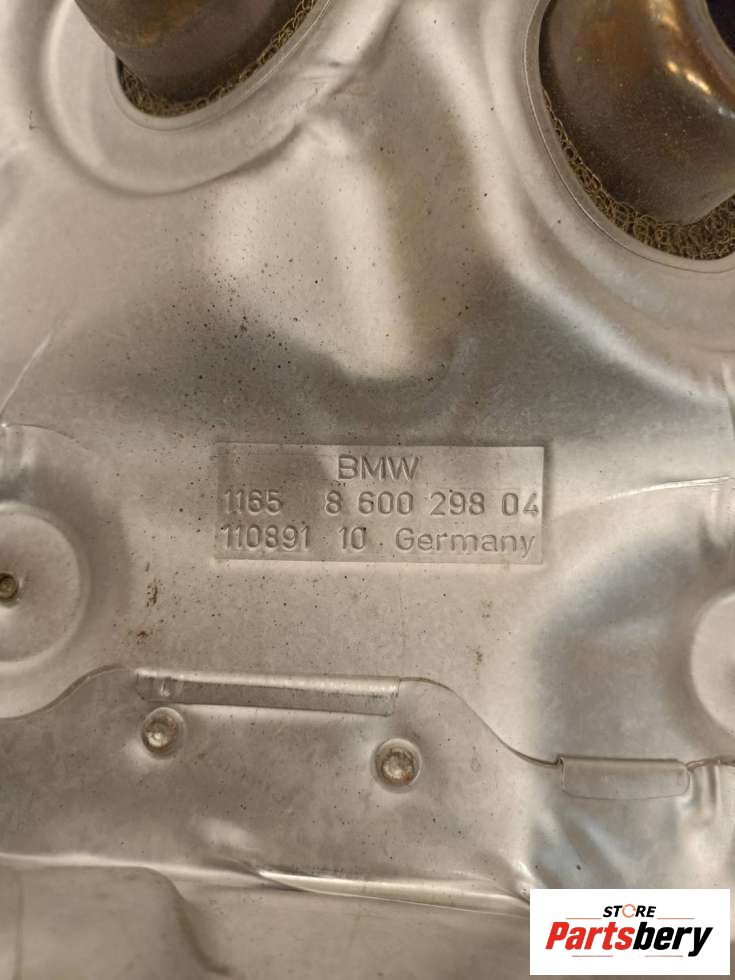 BMW
1165 8 600 298 04
110891 10 Germany
STORE
Partsbery